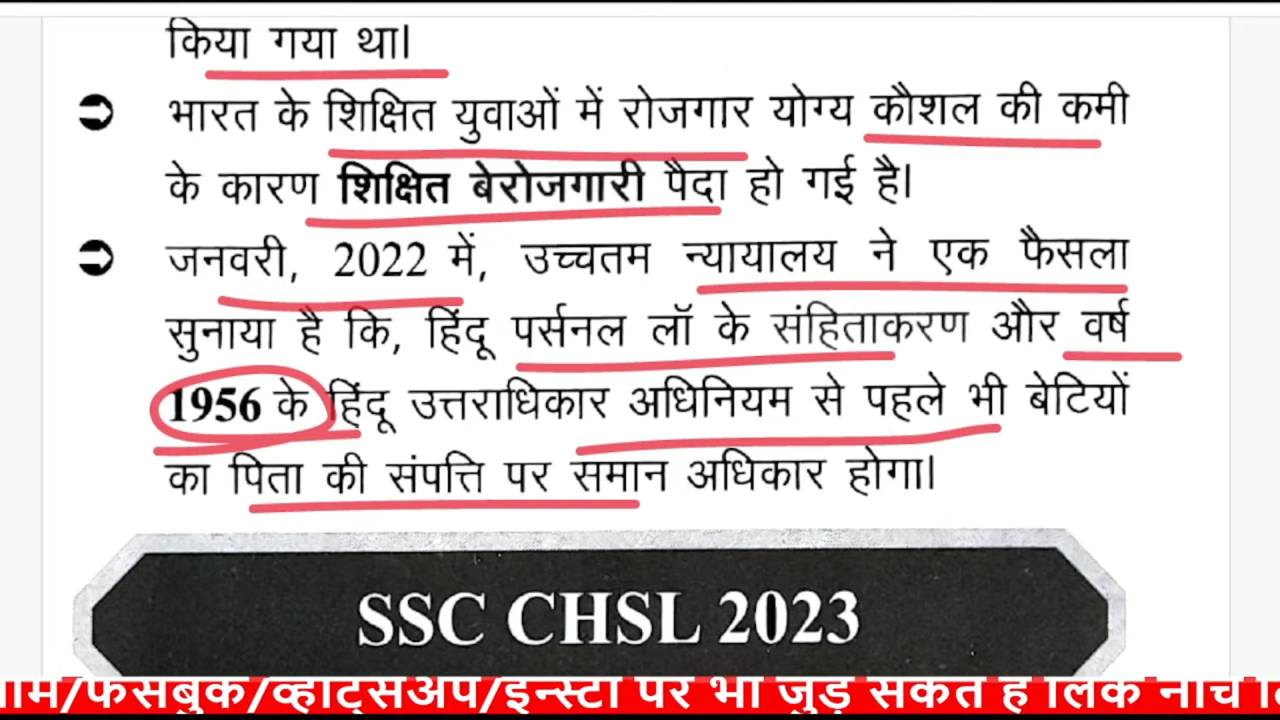 किया गया था।
➲ भारत के शिक्षित युवाओं में रोजगार योग्य कौशल की कमी
के कारण शिक्षित बेरोजगारी पैदा हो गई है।
➲ जनवरी, 2022 में, उच्चतम न्यायालय ने एक फैसला
सुनाया है कि, हिंदू पर्सनल लॉ के संहिताकरण और वर्ष
1956 के हिंदू उत्तराधिकार अधिनियम से पहले भी बेटियों
का पिता की संपत्ति पर समान अधिकार होगा।
SSC CHSL 2023
/फेसबुक/व्हाट्सअप/इन्स्टा पर भी जुड़ सकते है लिंक नीचे